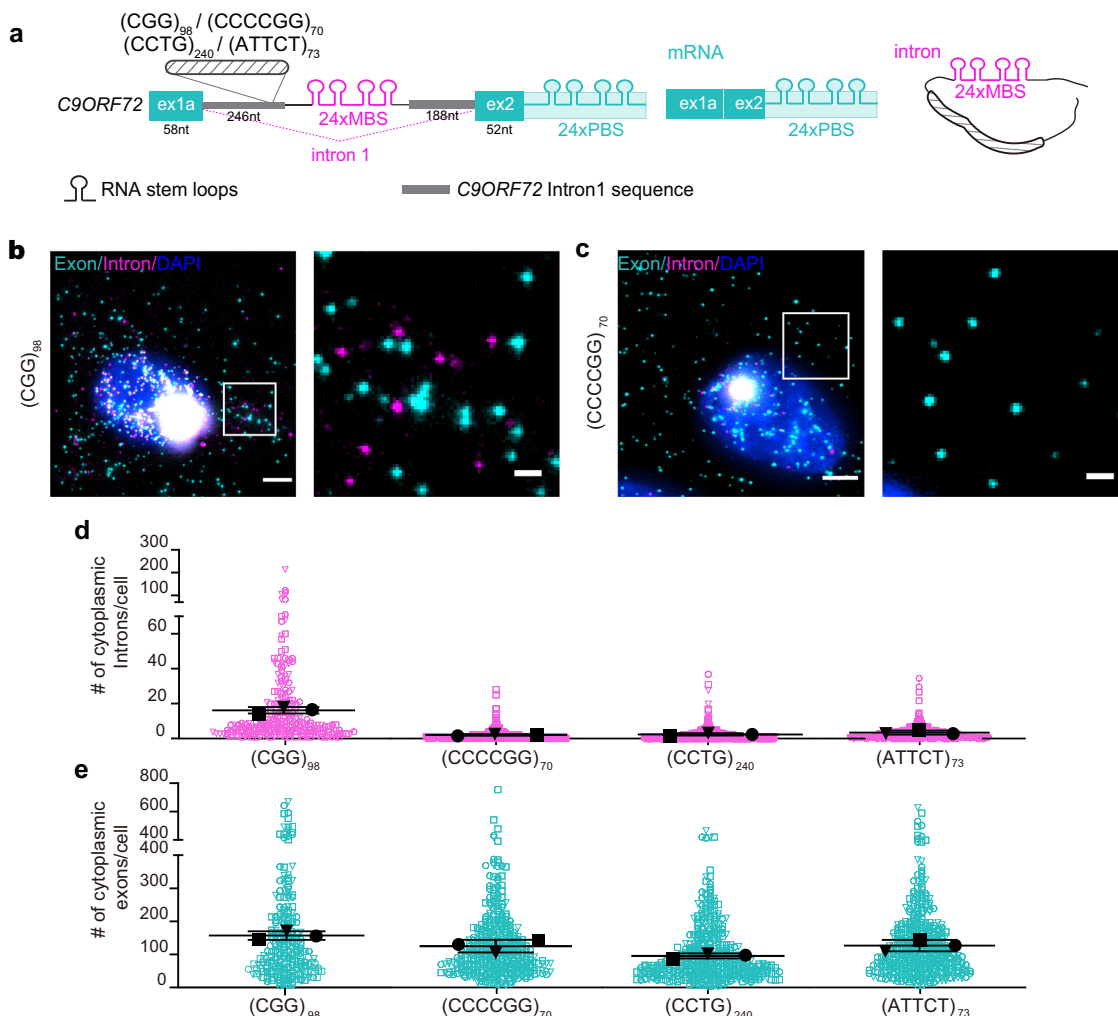 a
(CGG)98 / (CCCCGG)70
(CCTG)240 / (ATTCT)73
C9ORF72
ex1a
58nt
246nt
24xMBS
188nt
ex2
52nt
24xPBS
intron 1
mRNA
ex1a
ex2
24xPBS
intron
24xMBS
RNA stem loops
C9ORF72 Intron1 sequence
b
(CGG)98
Exon/Intron/DAPI
c
(CCCCGG)70
Exon/Intron/DAPI
d
# of cytoplasmic
Introns/cell
300
200
100
60
40
20
0
(CGG)98
(CCCCGG)70
(CCTG)240
(ATTCT)73
e
# of cytoplasmic
exons/cell
800
600
400
400
300
200
100
0
(CGG)98
(CCCCGG)70
(CCTG)240
(ATTCT)73